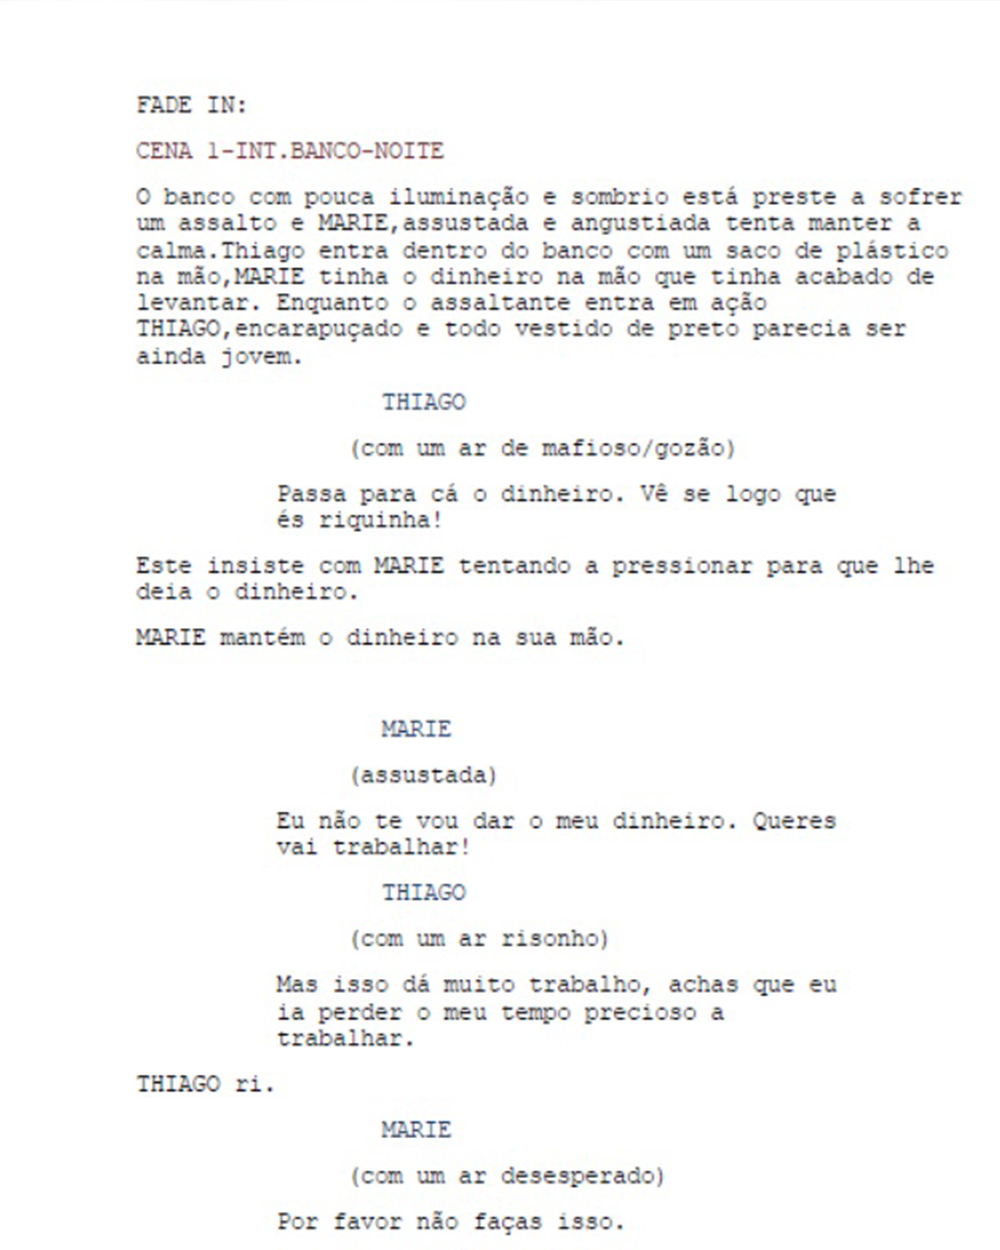 FADE IN:
CENA 1-INT.BANCO-NOITE
O banco com pouca iluminação e sombrio está preste a sofrer
um assalto e MARIE,assustada e angustiada tenta manter a
calma.Thiago entra dentro do banco com um saco de plástico
na mão,MARIE tinha o dinheiro na mão que tinha acabado de
levantar. Enquanto o assaltante entra em ação
THIAGO,encarapuçado e todo vestido de preto parecia ser
ainda jovem.
THIAGO
(com um ar de mafioso/gozão)
Passa para cá o dinheiro. Vê se logo que
és riquinha!
Este insiste com MARIE tentando a pressionar para que lhe
deia o dinheiro.
MARIE mantém o dinheiro na sua mão.
MARIE
(assustada)
Eu não te vou dar o meu dinheiro. Queres
vai trabalhar!
THIAGO
(com um ar risonho)
Mas isso dá muito trabalho, achas que eu
ia perder o meu tempo precioso a
trabalhar.
THIAGO ri.
MARIE
(com um ar desesperado)
Por favor não faças isso.